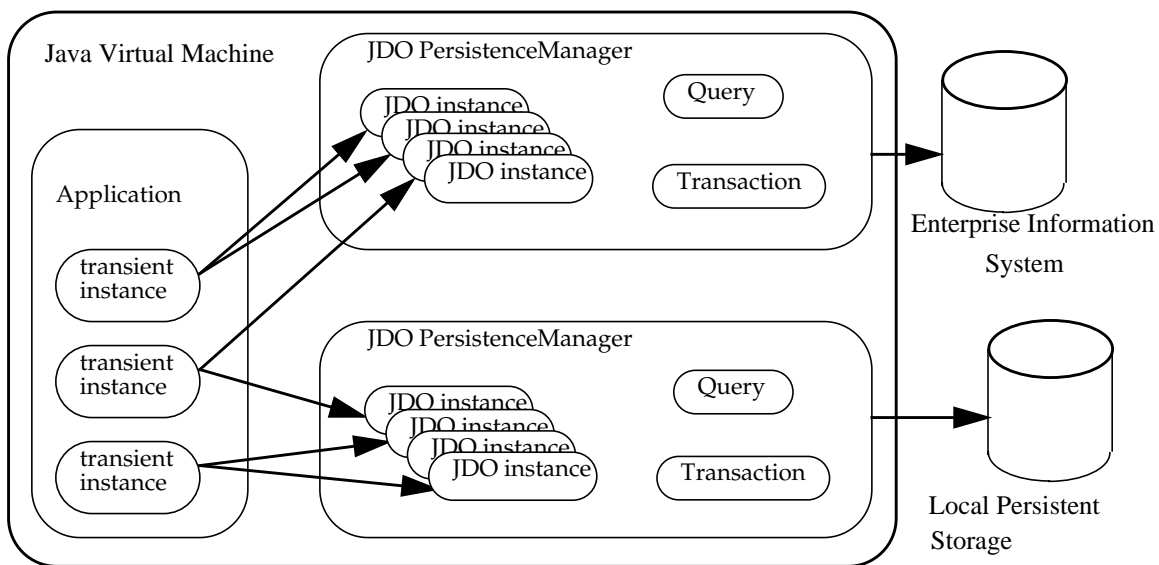 Java Virtual Machine
JDO PersistenceManager
JDO instance
JDO instance
JDO instance
JDO instance
Query
Transaction
Application
transient
instance
transient
instance
transient
instance
Enterprise Information
System
JDO PersistenceManager
JDO instance
JDO instance
JDO instance
JDO instance
Query
Transaction
Local Persistent
Storage